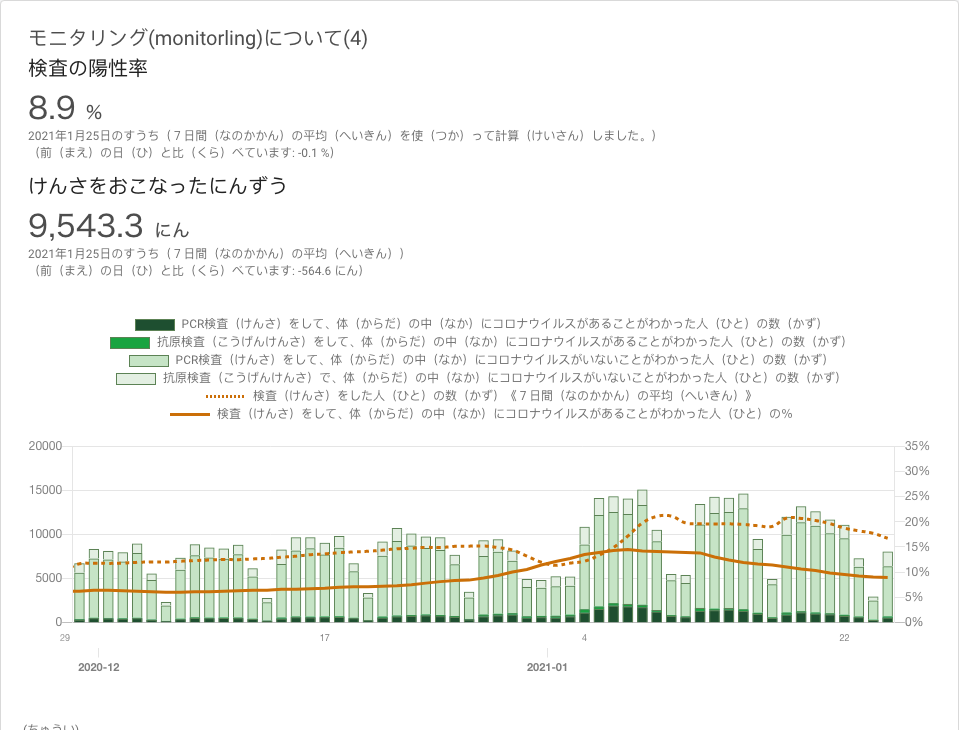 モニタリング(monitorling)について(4)
検査の陽性率
8.9 %
2021年1月25日のすうち（７日間（なのかかん）の平均（へいきん）を使（つか）って計算（けいさん）しました。）
（前（まえ）の日（ひ）と比（くら）べています: -0.1 %）
けんさをおこなったにんずう
9,543.3 にん
2021年1月25日のすうち（７日間（なのかかん）の平均（へいきん））
（前（まえ）の日（ひ）と比（くら）べています: -564.6 にん）
PCR検査（けんさ）をして、体（からだ）の中（なか）にコロナウイルスがあることがわかった人（ひと）の数（かず）
抗原検査（こうげんけんさ）をして、体（からだ）の中（なか）にコロナウイルスがあることがわかった人（ひと）の数（かず）
PCR検査（けんさ）をして、体（からだ）の中（なか）にコロナウイルスがいないことがわかった人（ひと）の数（かず）
抗原検査（こうげんけんさ）で、体（からだ）の中（なか）にコロナウイルスがいないことがわかった人（ひと）の数（かず）
検査（けんさ）をした人（ひと）の数（かず）《７日間（なのかかん）の平均（へいきん）》
検査（けんさ）をして、体（からだ）の中（なか）にコロナウイルスがあることがわかった人（ひと）の％
20000 35%
30%
15000 25%
20%
10000 15%
10%
5000 5%
0 0%
29 17 4 22
2020-12 2021-01
(ちゅうい)